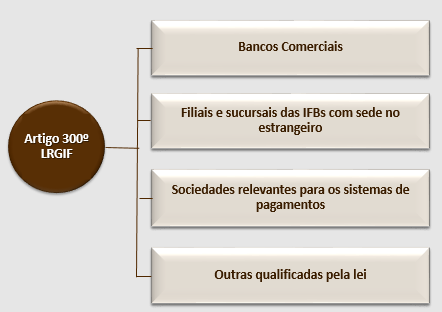 Artigo 300º
LRGIF
Bancos Comerciais
Filiais e sucursais das IFBs com sede no
estrangeiro
Sociedades relevantes para os sistemas de
pagamentos
Outras qualificadas pela lei